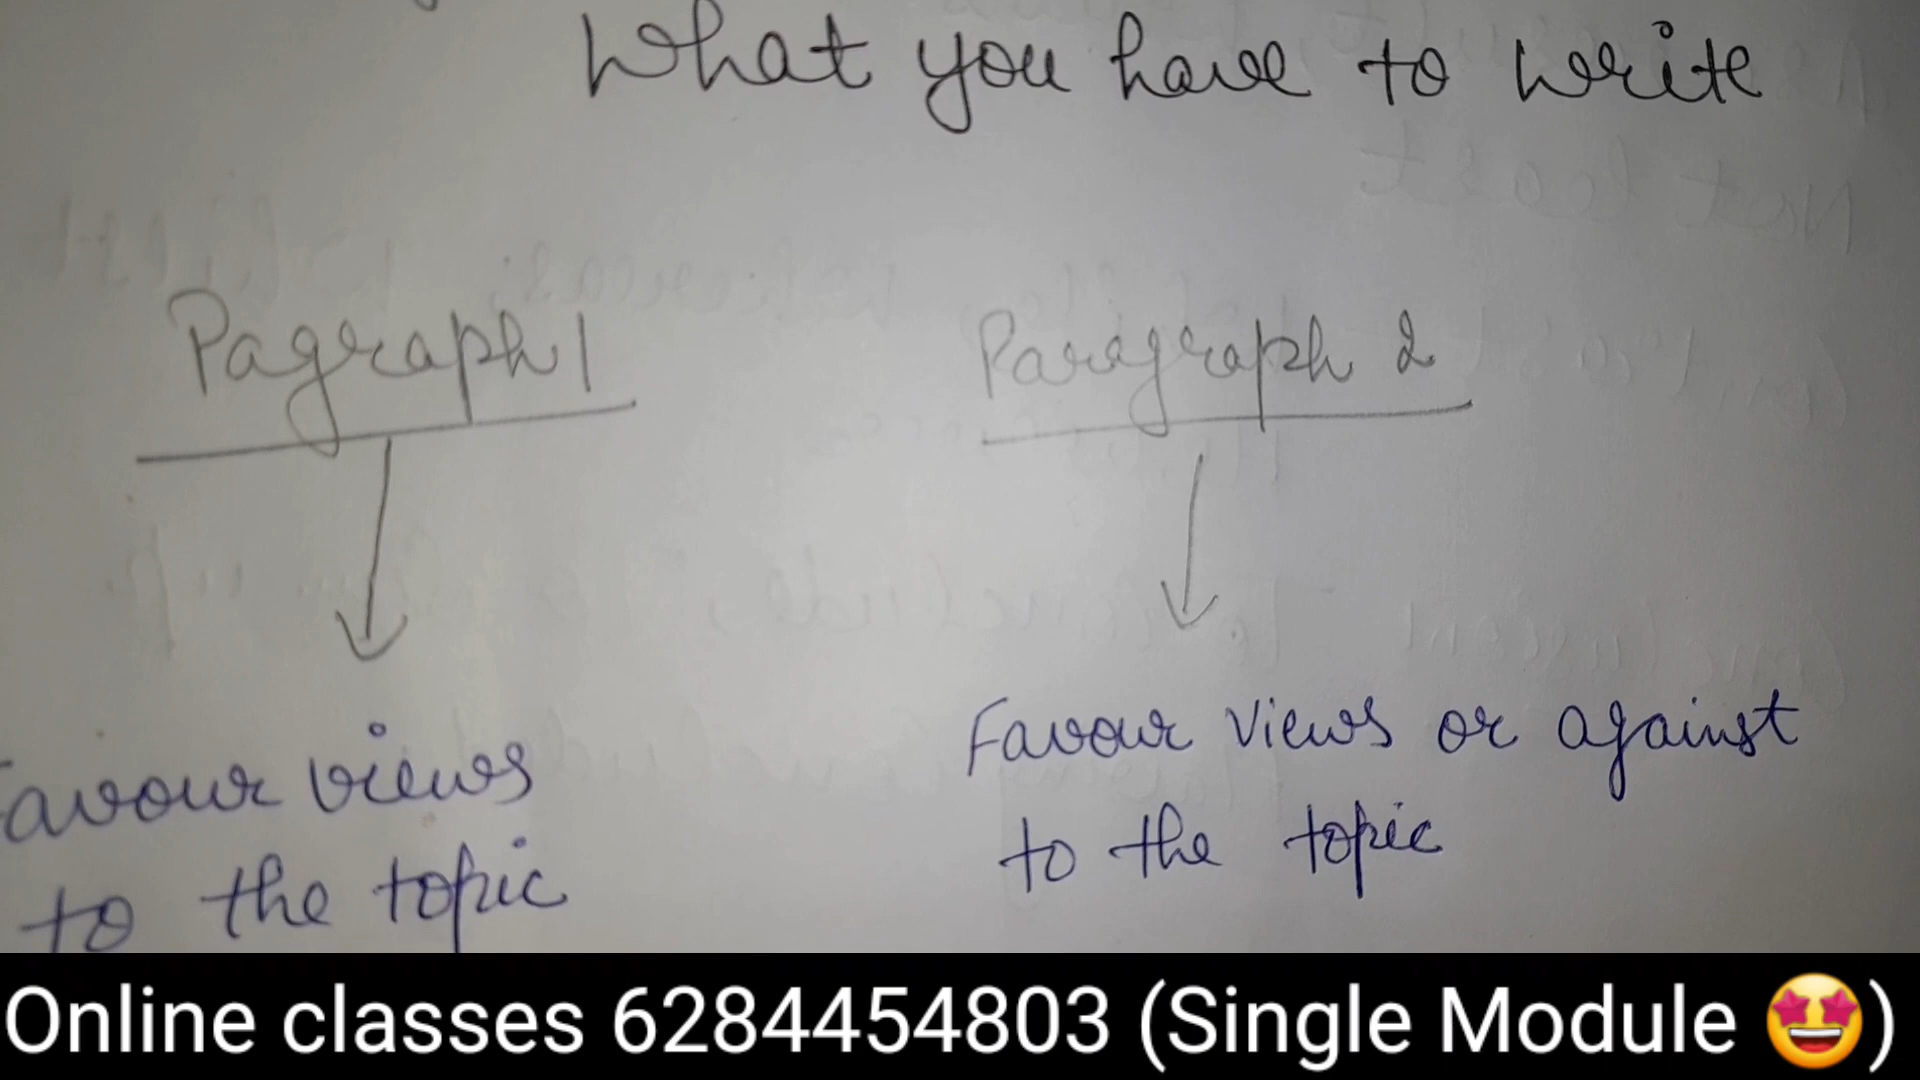 What you have to write
Pagraph 1
Paragraph 2
Favour views
to the topic
Favour views or against
to the topic
Online classes 6284454803 (Single Module 🤩)